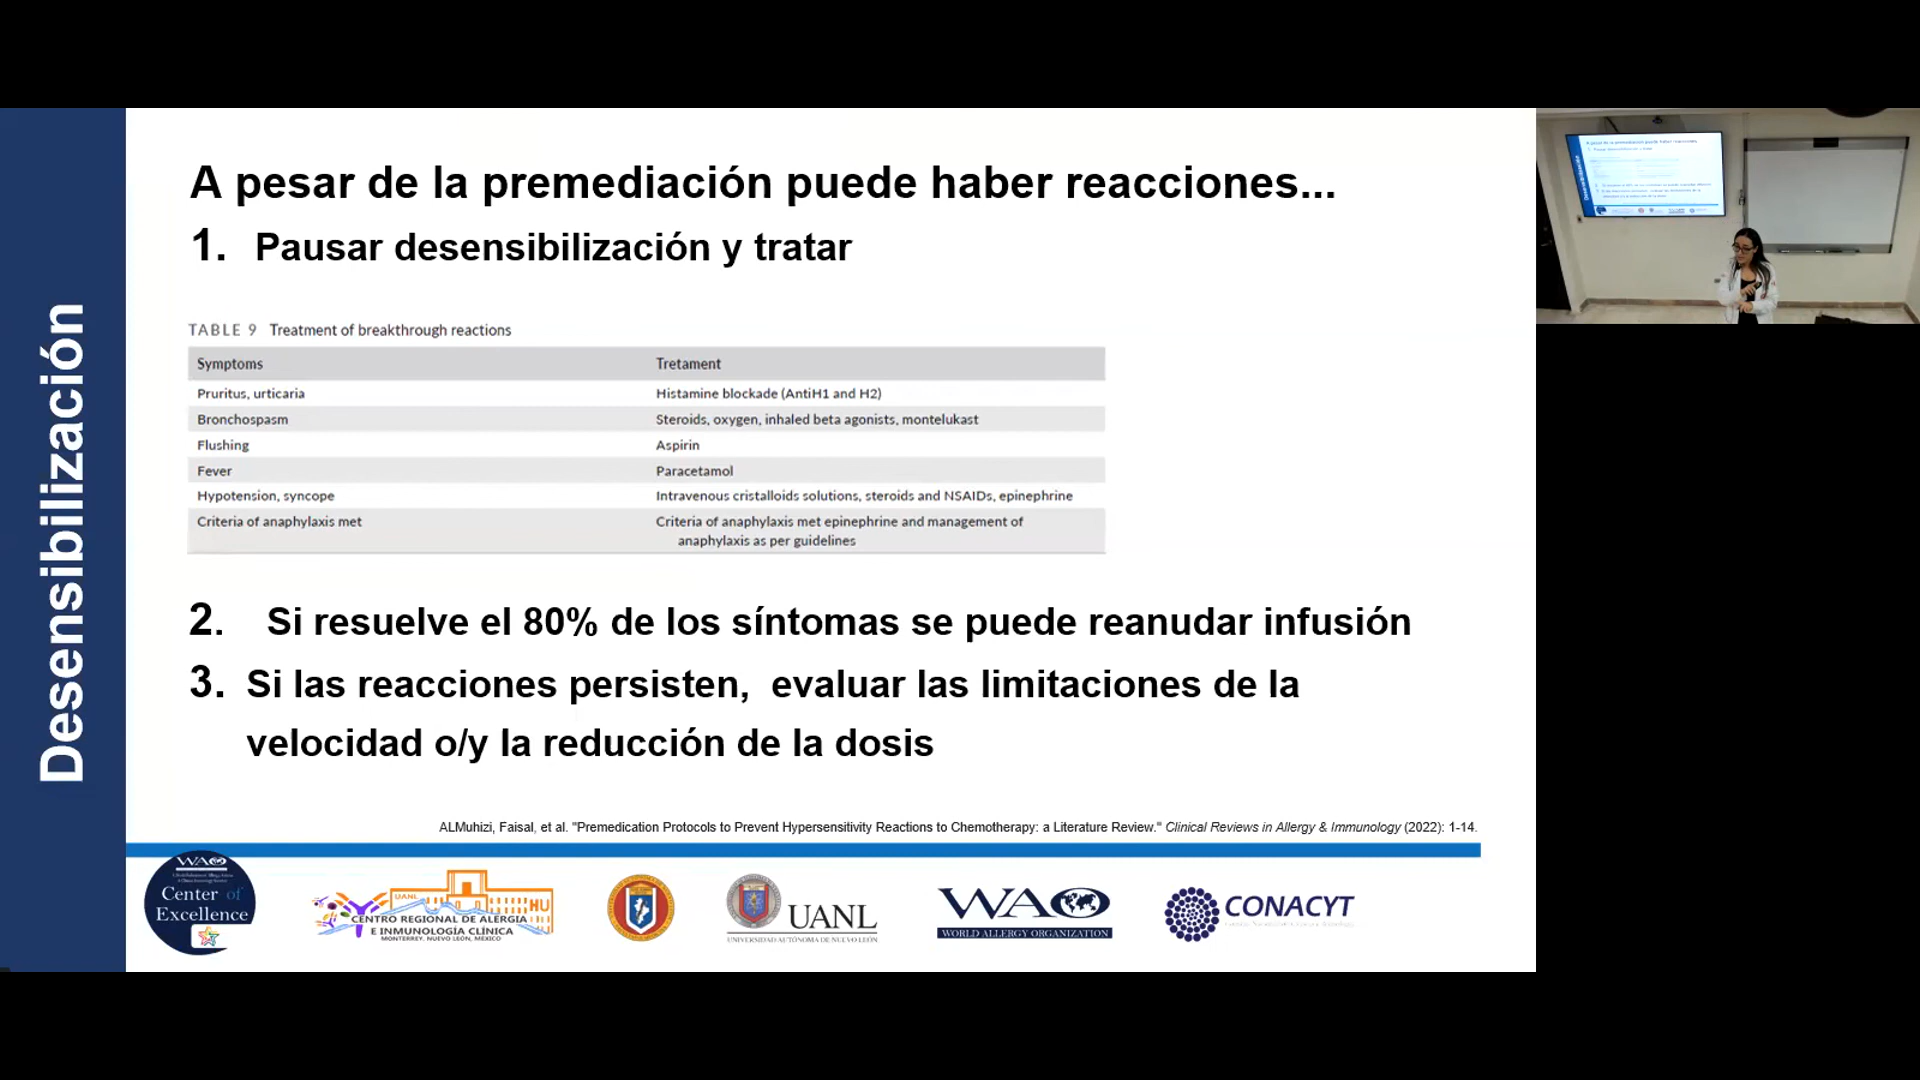 Desensibilización
A pesar de la premediación puede haber reacciones...
1. Pausar desensibilización y tratar
TABLE 9 Treatment of breakthrough reactions
Symptoms Tretament
Pruritus, urticaria Histamine blockade (AntiH1 and H2)
Bronchospasm Steroids, oxygen, inhaled beta agonists, montelukast
Flushing Aspirin
Fever Paracetamol
Hypotension, syncope Intravenous cristalloids solutions, steroids and NSAIDs, epinephrine
Criteria of anaphylaxis met Criteria of anaphylaxis met epinephrine and management of
anaphylaxis as per guidelines
2. Si resuelve el 80% de los síntomas se puede reanudar infusión
3. Si las reacciones persisten, evaluar las limitaciones de la
velocidad o/y la reducción de la dosis
ALMuhizi, Faisal, et al. "Premedication Protocols to Prevent Hypersensitivity Reactions to Chemotherapy: a Literature Review." Clinical Reviews in Allergy & Immunology (2022): 1-14.
WAO
Center of
Excellence
UANL HU
CENTRO REGIONAL DE ALERGIA
E INMUNOLOGÍA CLÍNICA
MONTERREY, NUEVO LEÓN, MÉXICO
UANL
UNIVERSIDAD AUTÓNOMA DE NUEVO LEÓN
WAO
WORLD ALLERGY ORGANIZATION
CONACYT